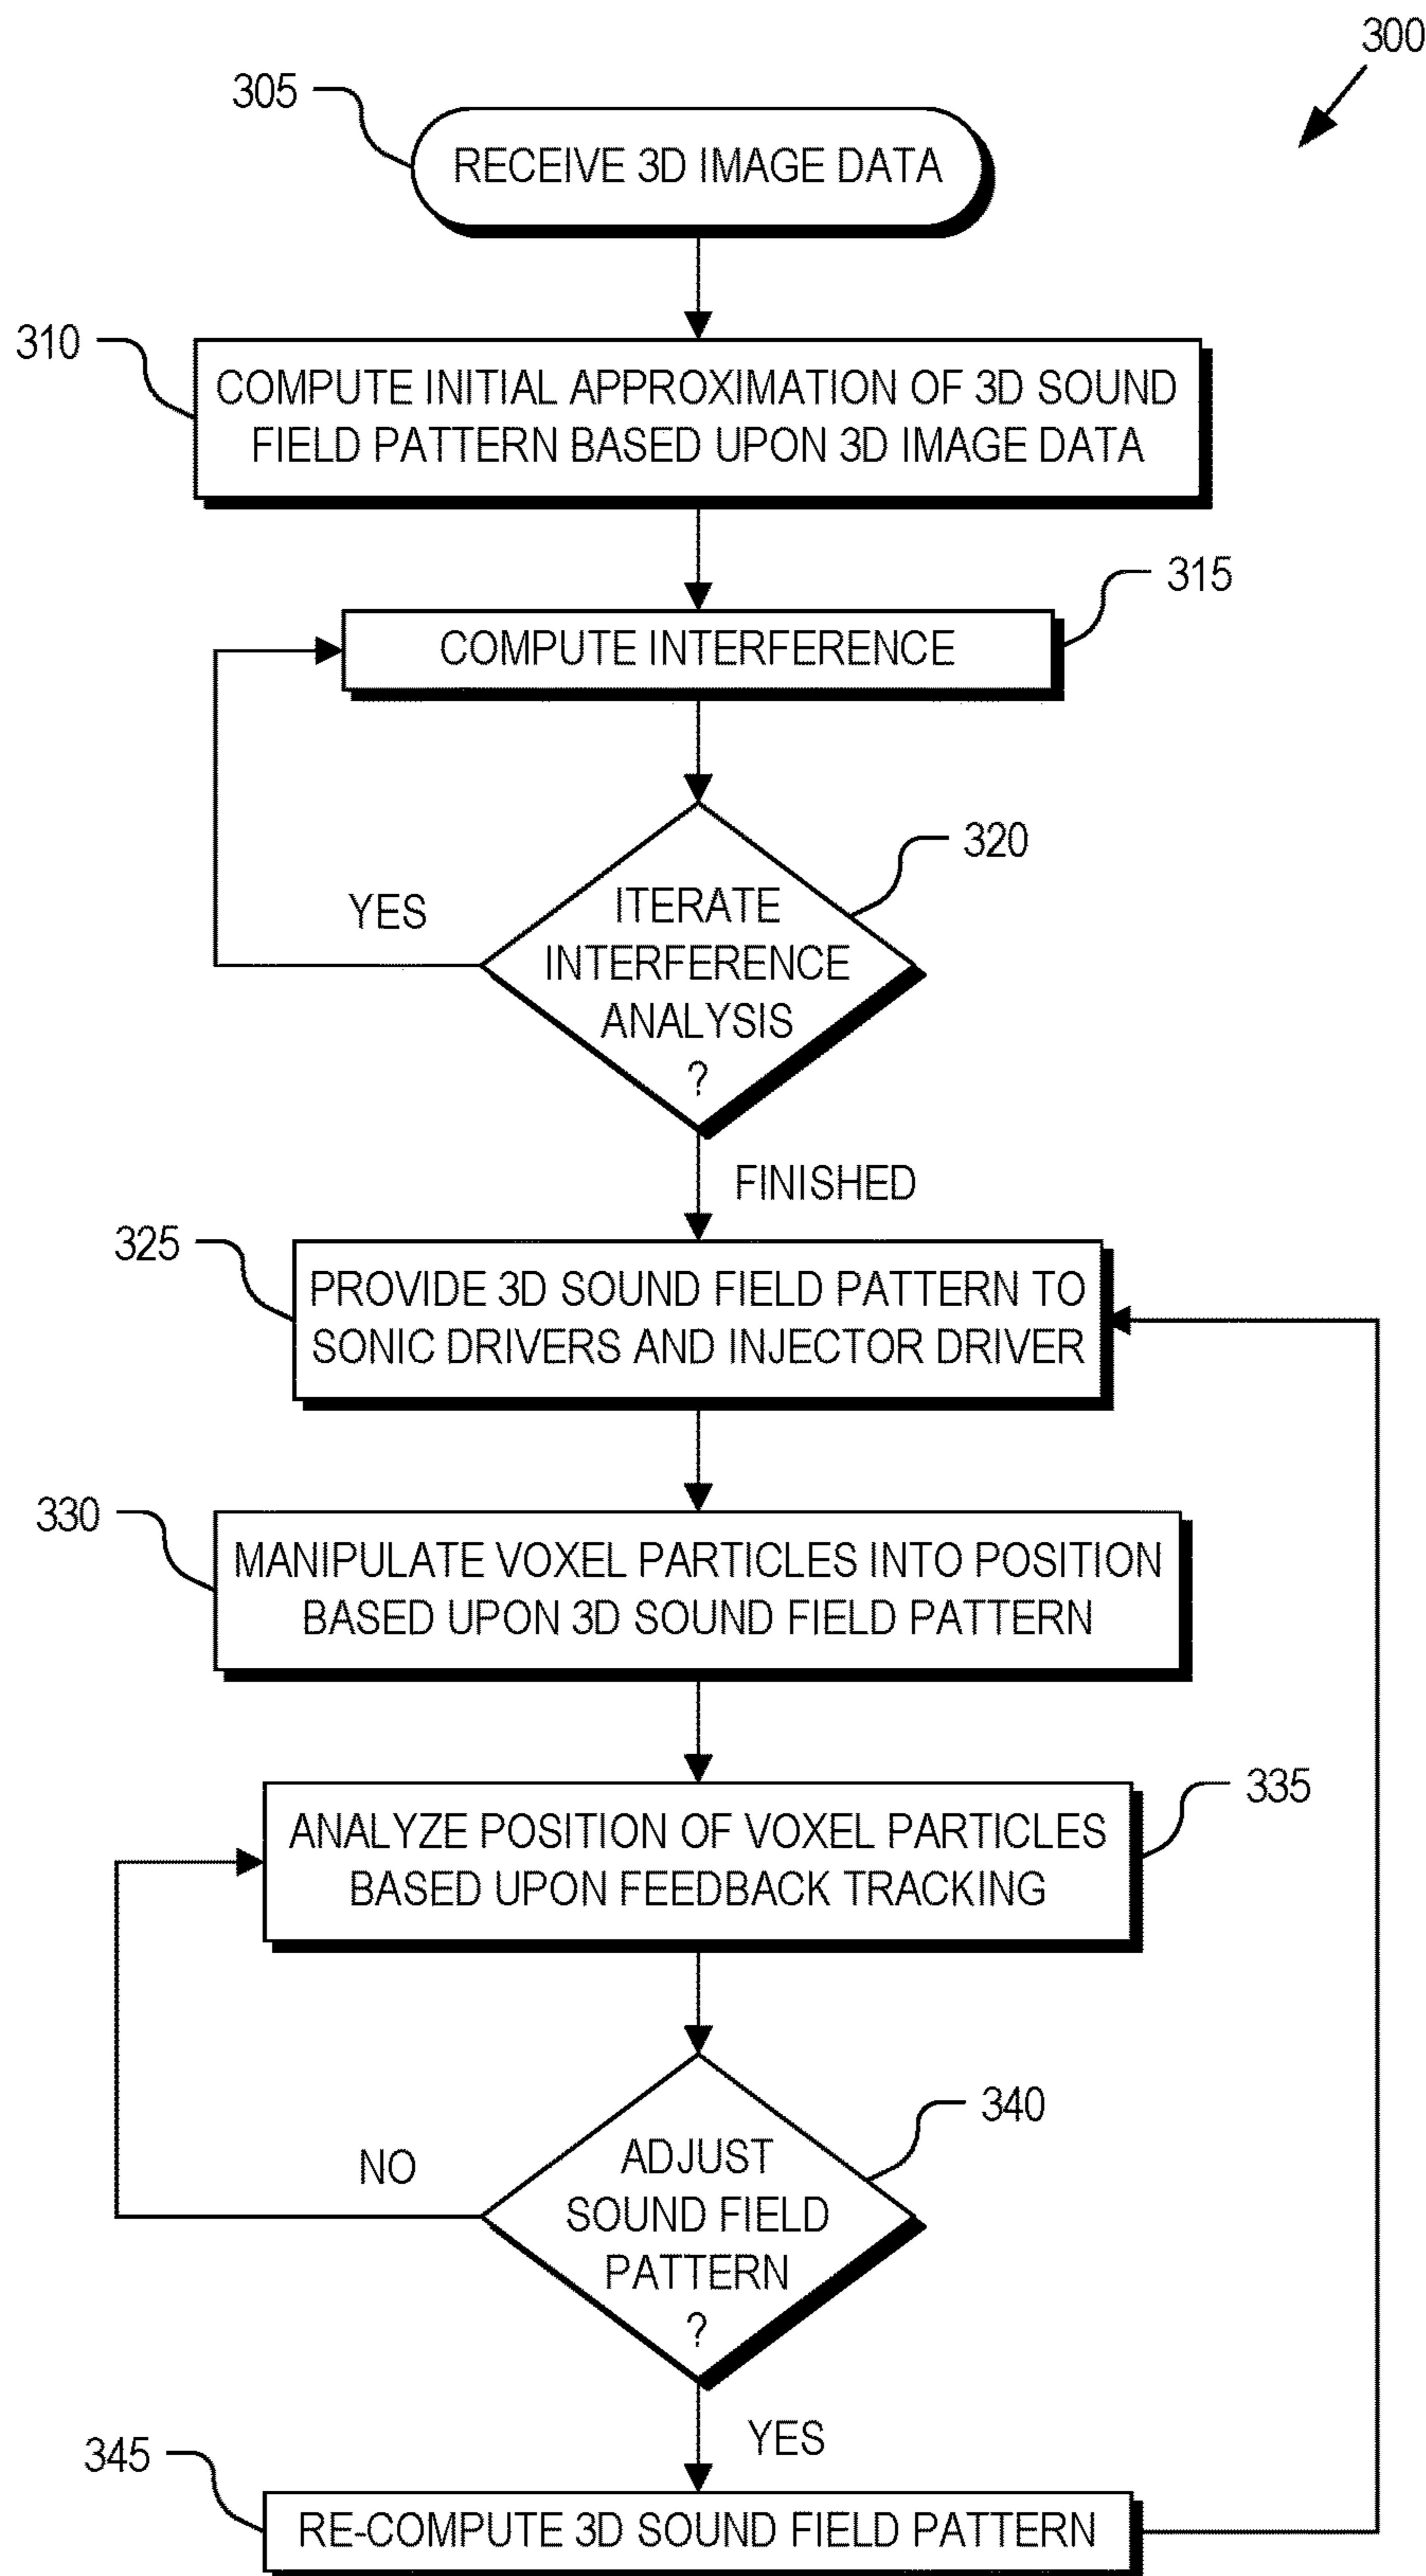 300
305
RECEIVE 3D IMAGE DATA
310
COMPUTE INITIAL APPROXIMATION OF 3D SOUND
FIELD PATTERN BASED UPON 3D IMAGE DATA
315
COMPUTE INTERFERENCE
320
YES
ITERATE
INTERFERENCE
ANALYSIS
?
FINISHED
325
PROVIDE 3D SOUND FIELD PATTERN TO
SONIC DRIVERS AND INJECTOR DRIVER
330
MANIPULATE VOXEL PARTICLES INTO POSITION
BASED UPON 3D SOUND FIELD PATTERN
335
ANALYZE POSITION OF VOXEL PARTICLES
BASED UPON FEEDBACK TRACKING
340
NO
ADJUST
SOUND FIELD
PATTERN
?
YES
345
RE-COMPUTE 3D SOUND FIELD PATTERN